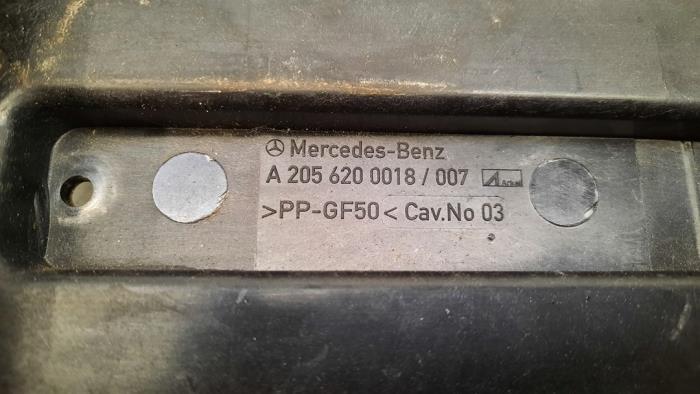 Mercedes-Benz
A 205 620 0018 / 007
>PP-GF50< Cav.No 03